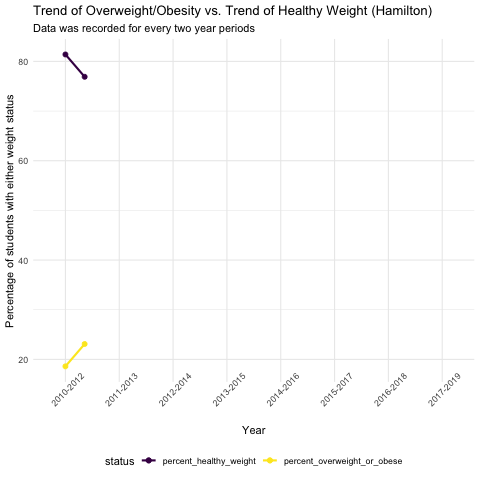 Trend of Overweight/Obesity vs. Trend of Healthy Weight (Hamilton)
Data was recorded for every two year periods
Percentage of students with either weight status
80
60
40
20
2010-2012
2011-2013
2012-2014
2013-2015
2014-2016
2015-2017
2016-2018
2017-2019
Year
status percent_healthy_weight percent_overweight_or_obese